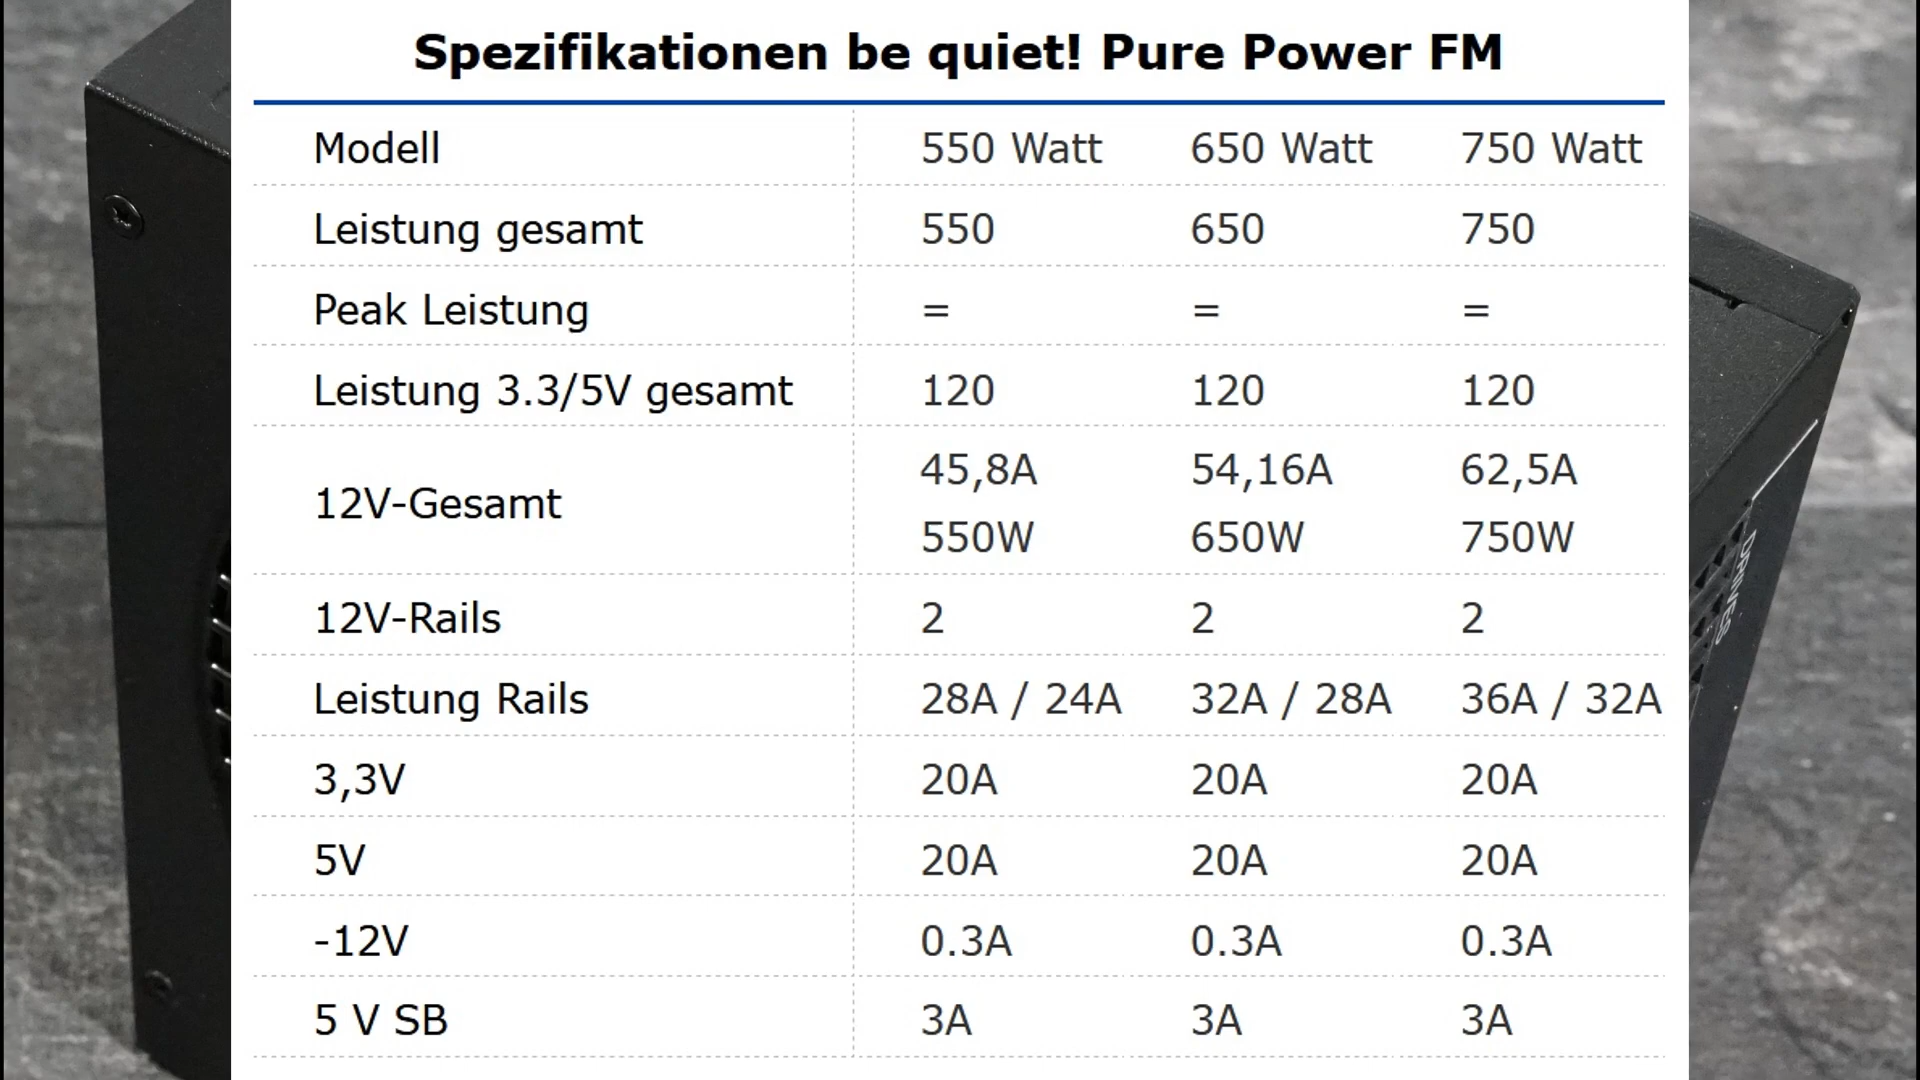 Spezifikationen be quiet! Pure Power FM
Modell 550 Watt 650 Watt 750 Watt
Leistung gesamt 550 650 750
Peak Leistung = = =
Leistung 3.3/5V gesamt 120 120 120
12V-Gesamt 45,8A 54,16A 62,5A
550W 650W 750W
12V-Rails 2 2 2
Leistung Rails 28A / 24A 32A / 28A 36A / 32A
3,3V 20A 20A 20A
5V 20A 20A 20A
-12V 0.3A 0.3A 0.3A
5 V SB 3A 3A 3A
DRIVES